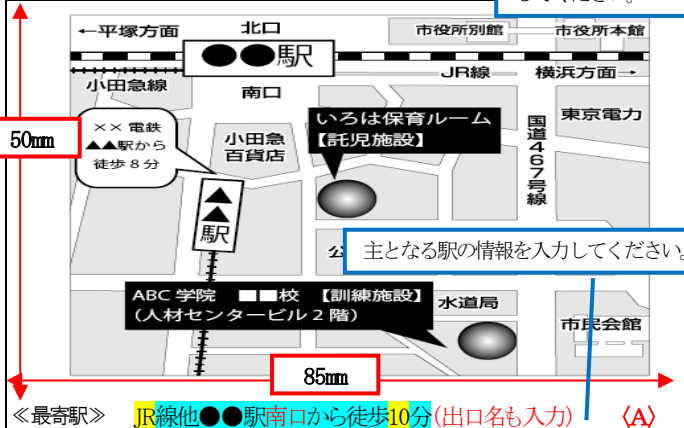 してください。
←平塚方面
北口
市役所別館
市役所本館
●●駅
小田急線
JR線
横浜方面→
南口
××電鉄
▲▲駅から
徒歩8分
小田急
百貨店
いろは保育ルーム
【託児施設】
国道467号線
東京電力
50mm
▲▲駅
公
主となる駅の情報を入力してください。
ABC学院 ■■校 【訓練施設】
(人材センタービル2階)
水道局
市民会館
85mm
≪最寄駅≫ JR線他●●駅南口から徒歩10分(出口名も入力) 〈A〉